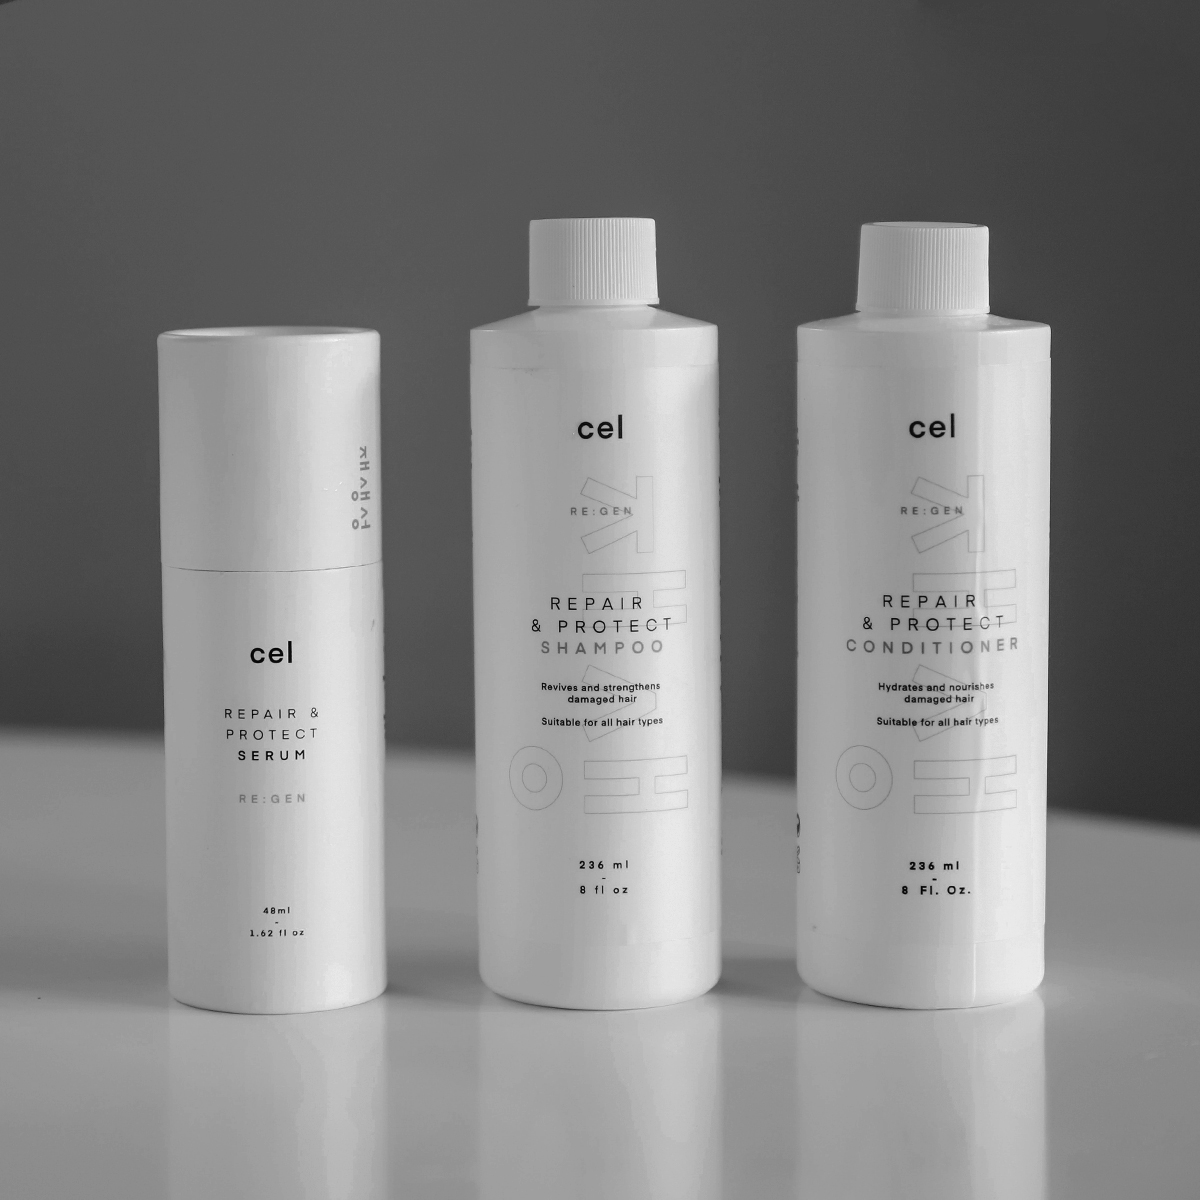 cel
REPAIR &
PROTECT
SERUM
RE:GEN
48ml
-
1.62 fl oz
cel
RE:GEN
REPAIR
& PROTECT
SHAMPOO
Revives and strengthens
damaged hair
Suitable for all hair types
236 ml
-
8 fl oz
cel
RE:GEN
REPAIR
& PROTECT
CONDITIONER
Hydrates and nourishes
damaged hair
Suitable for all hair types
236 ml
-
8 Fl. Oz.